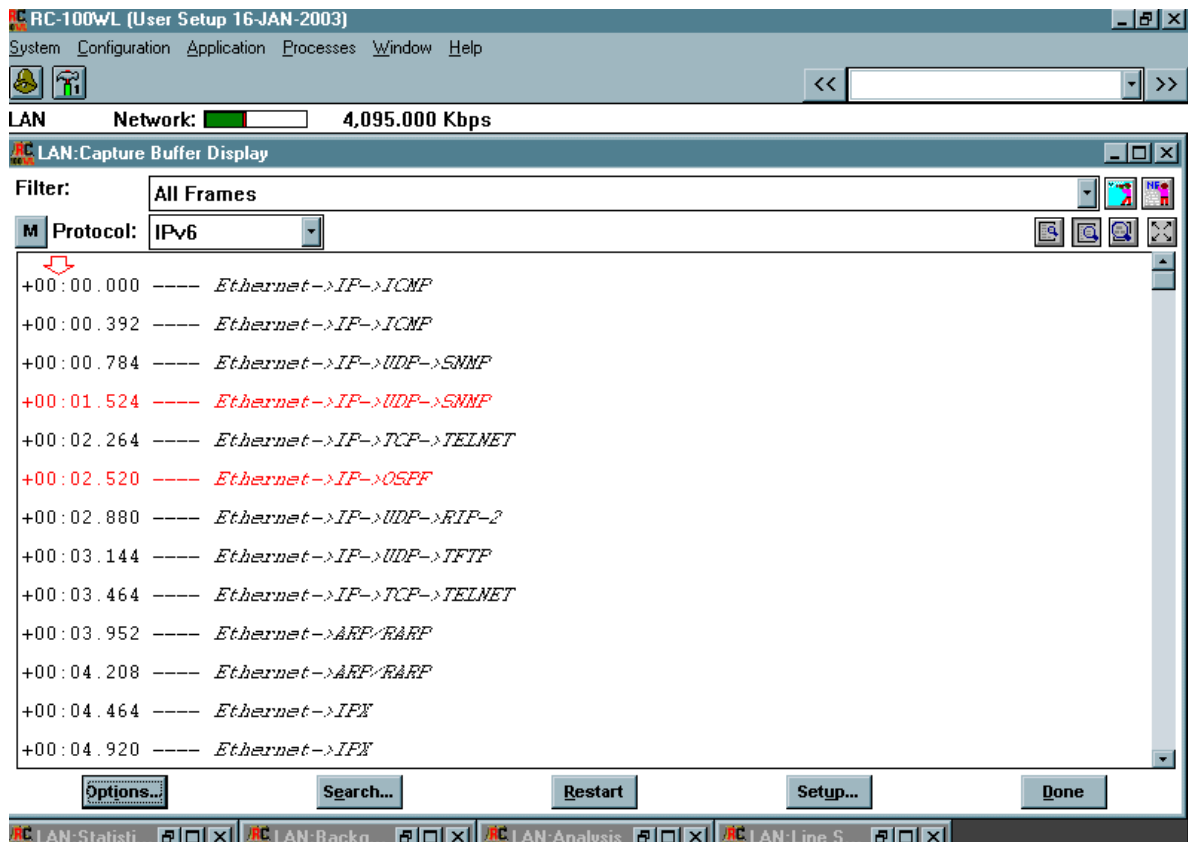 RC-100WL (User Setup 16-JAN-2003)
System Configuration Application Processes Window Help
<< >>
LAN Network: 4,095.000 Kbps
LAN:Capture Buffer Display
Filter: All Frames
M Protocol: IPv6
+00:00.000 ---- Ethernet->IP->ICMP
+00:00.392 ---- Ethernet->IP->ICMP
+00:00.784 ---- Ethernet->IP->UDP->SNMP
+00:01.524 ---- Ethernet->IP->UDP->SNMP
+00:02.264 ---- Ethernet->IP->TCP->TELNET
+00:02.520 ---- Ethernet->IP->OSPF
+00:02.880 ---- Ethernet->IP->UDP->RIP-2
+00:03.144 ---- Ethernet->IP->UDP->TFTP
+00:03.464 ---- Ethernet->IP->TCP->TELNET
+00:03.952 ---- Ethernet->ARP/RARP
+00:04.208 ---- Ethernet->ARP/RARP
+00:04.464 ---- Ethernet->IPX
+00:04.920 ---- Ethernet->IPX
Options... Search... Restart Setup... Done
LAN:Statisti LAN:Backg LAN:Analysis LAN:Line S